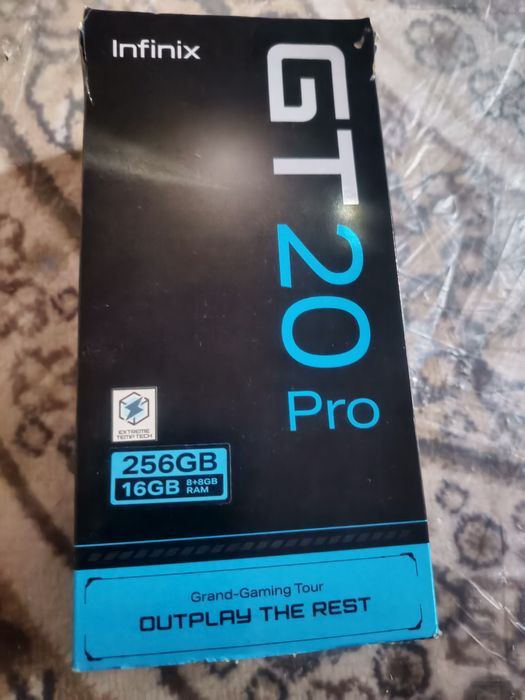 Infinix
GT 20
Pro
EXTREME
TEMP TECH
256GB
16GB 8+8GB
RAM
Grand-Gaming Tour
OUTPLAY THE REST